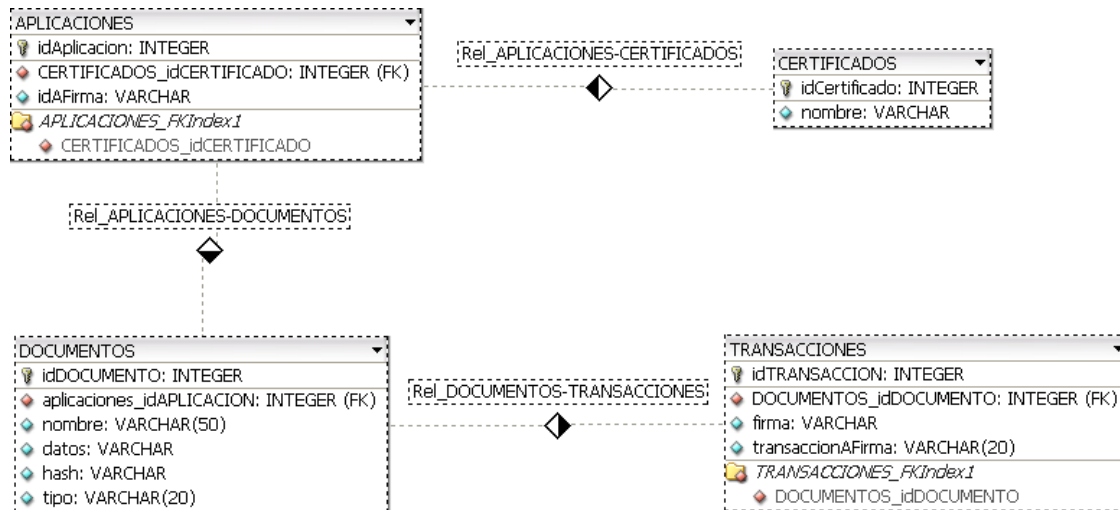 APLICACIONES
idAplicacion: INTEGER
CERTIFICADOS_idCERTIFICADO: INTEGER (FK)
idAFirma: VARCHAR
APLICACIONES_FKIndex1
CERTIFICADOS_idCERTIFICADO
Rel_APLICACIONES-CERTIFICADOS
CERTIFICADOS
idCertificado: INTEGER
nombre: VARCHAR
Rel_APLICACIONES-DOCUMENTOS
DOCUMENTOS
idDOCUMENTO: INTEGER
aplicaciones_idAPLICACION: INTEGER (FK)
nombre: VARCHAR(50)
datos: VARCHAR
hash: VARCHAR
tipo: VARCHAR(20)
Rel_DOCUMENTOS-TRANSACCIONES
TRANSACCIONES
idTRANSACCION: INTEGER
DOCUMENTOS_idDOCUMENTO: INTEGER (FK)
firma: VARCHAR
transaccionAFirma: VARCHAR(20)
TRANSACCIONES_FKIndex1
DOCUMENTOS_idDOCUMENTO